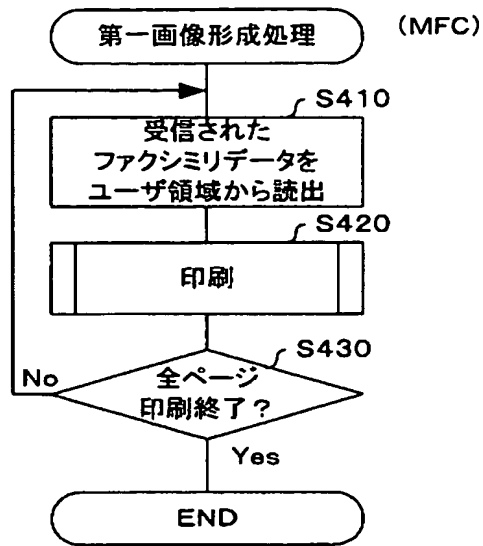 第一画像形成処理
(MFC)
S410
受信された
ファクシミリデータを
ユーザ領域から読出
S420
印刷
S430
全ページ
印刷終了？
No
Yes
END